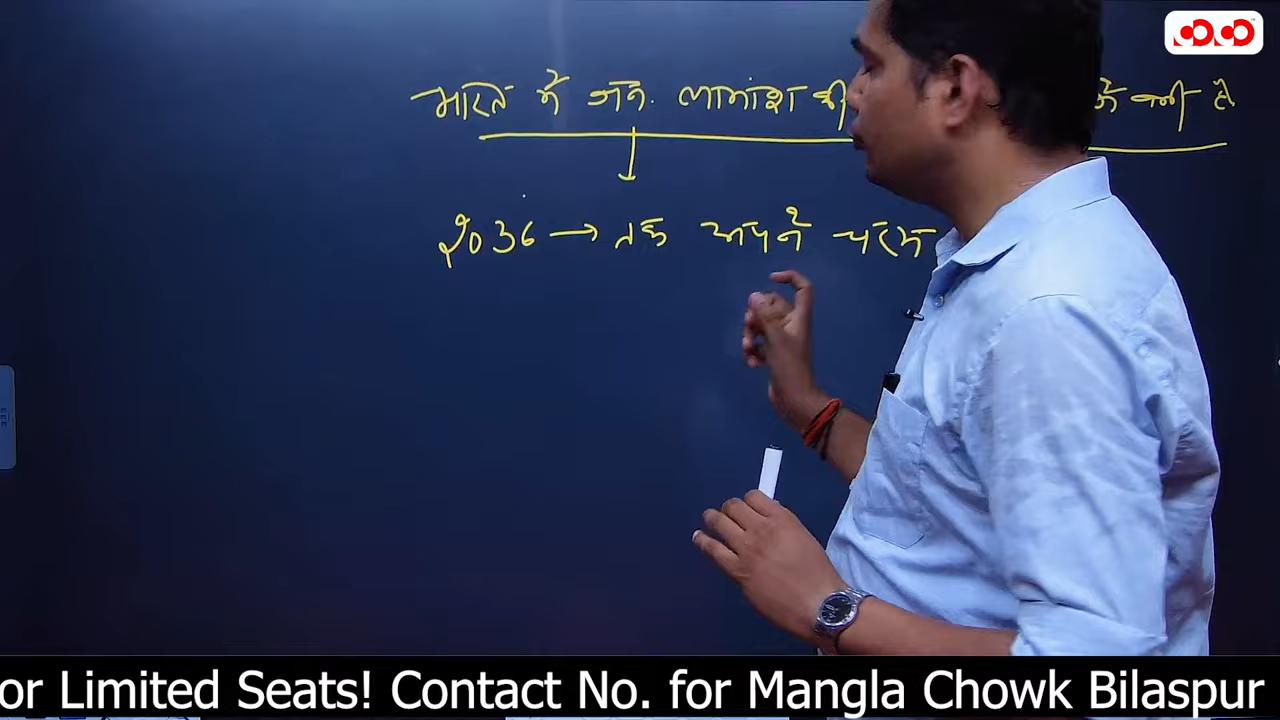 भारत में जन. लाभांश की
2036 → तक अपने चरम
or Limited Seats! Contact No. for Mangla Chowk Bilaspur